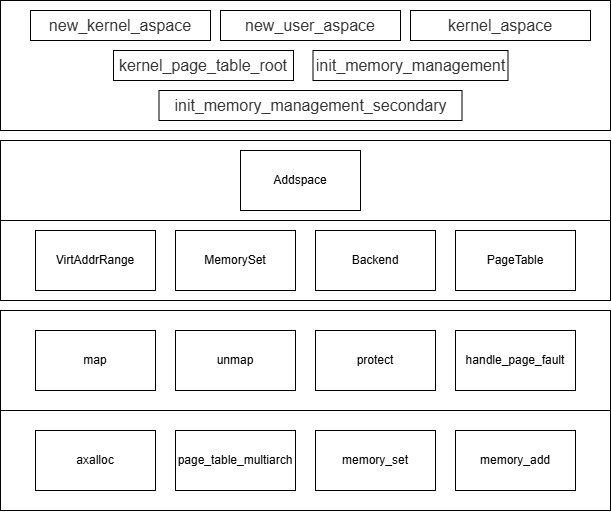 new_kernel_aspace new_user_aspace kernel_aspace
kernel_page_table_root init_memory_management
init_memory_management_secondary
Addspace
VirtAddrRange MemorySet Backend PageTable
map unmap protect handle_page_fault
axalloc page_table_multiarch memory_set memory_add